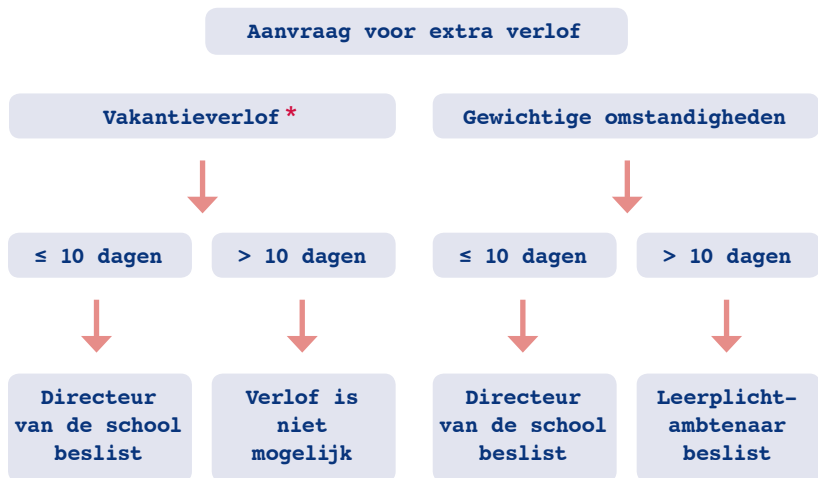 Aanvraag voor extra verlof
Vakantieverlof *
Gewichtige omstandigheden
≤ 10 dagen
> 10 dagen
≤ 10 dagen
> 10 dagen
Directeur
van de school
beslist
Verlof is
niet
mogelijk
Directeur
van de school
beslist
Leerplicht-
ambtenaar
beslist